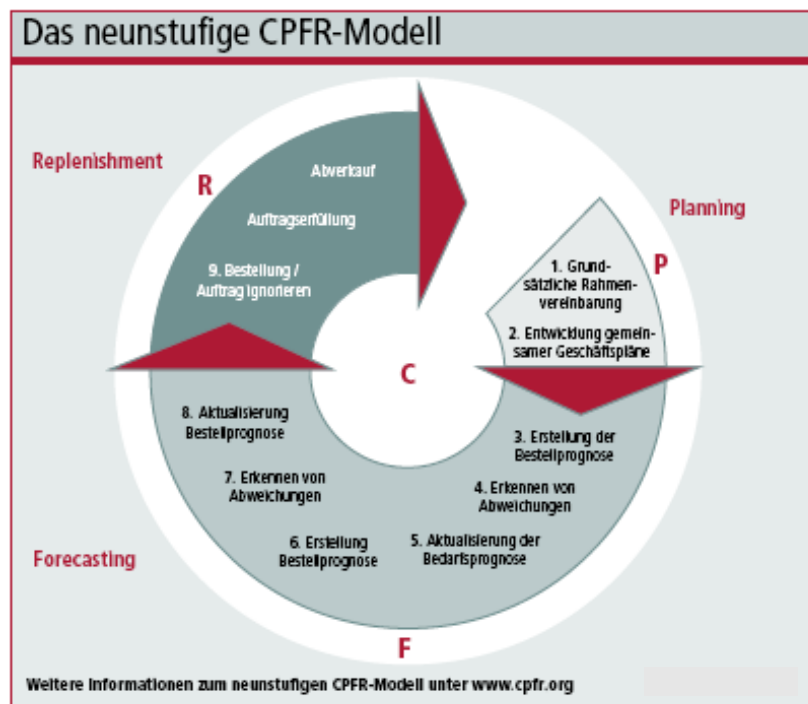 Das neunstufige CPFR-Modell
Replenishment
R
Abverkauf
Auftragserfüllung
9. Bestellung /
Auftrag ignorieren
Planning
P
1. Grund-
sätzliche Rahmen-
vereinbarung
2. Entwicklung gemein-
samer Geschäftspläne
C
3. Erstellung der
Bestellprognose
4. Erkennen von
Abweichungen
5. Aktualisierung der
Bedarfsprognose
6. Erstellung
Bestellprognose
7. Erkennen von
Abweichungen
8. Aktualisierung
Bestellprognose
Forecasting
F
Weitere Informationen zum neunstufigen CPFR-Modell unter www.cpfr.org